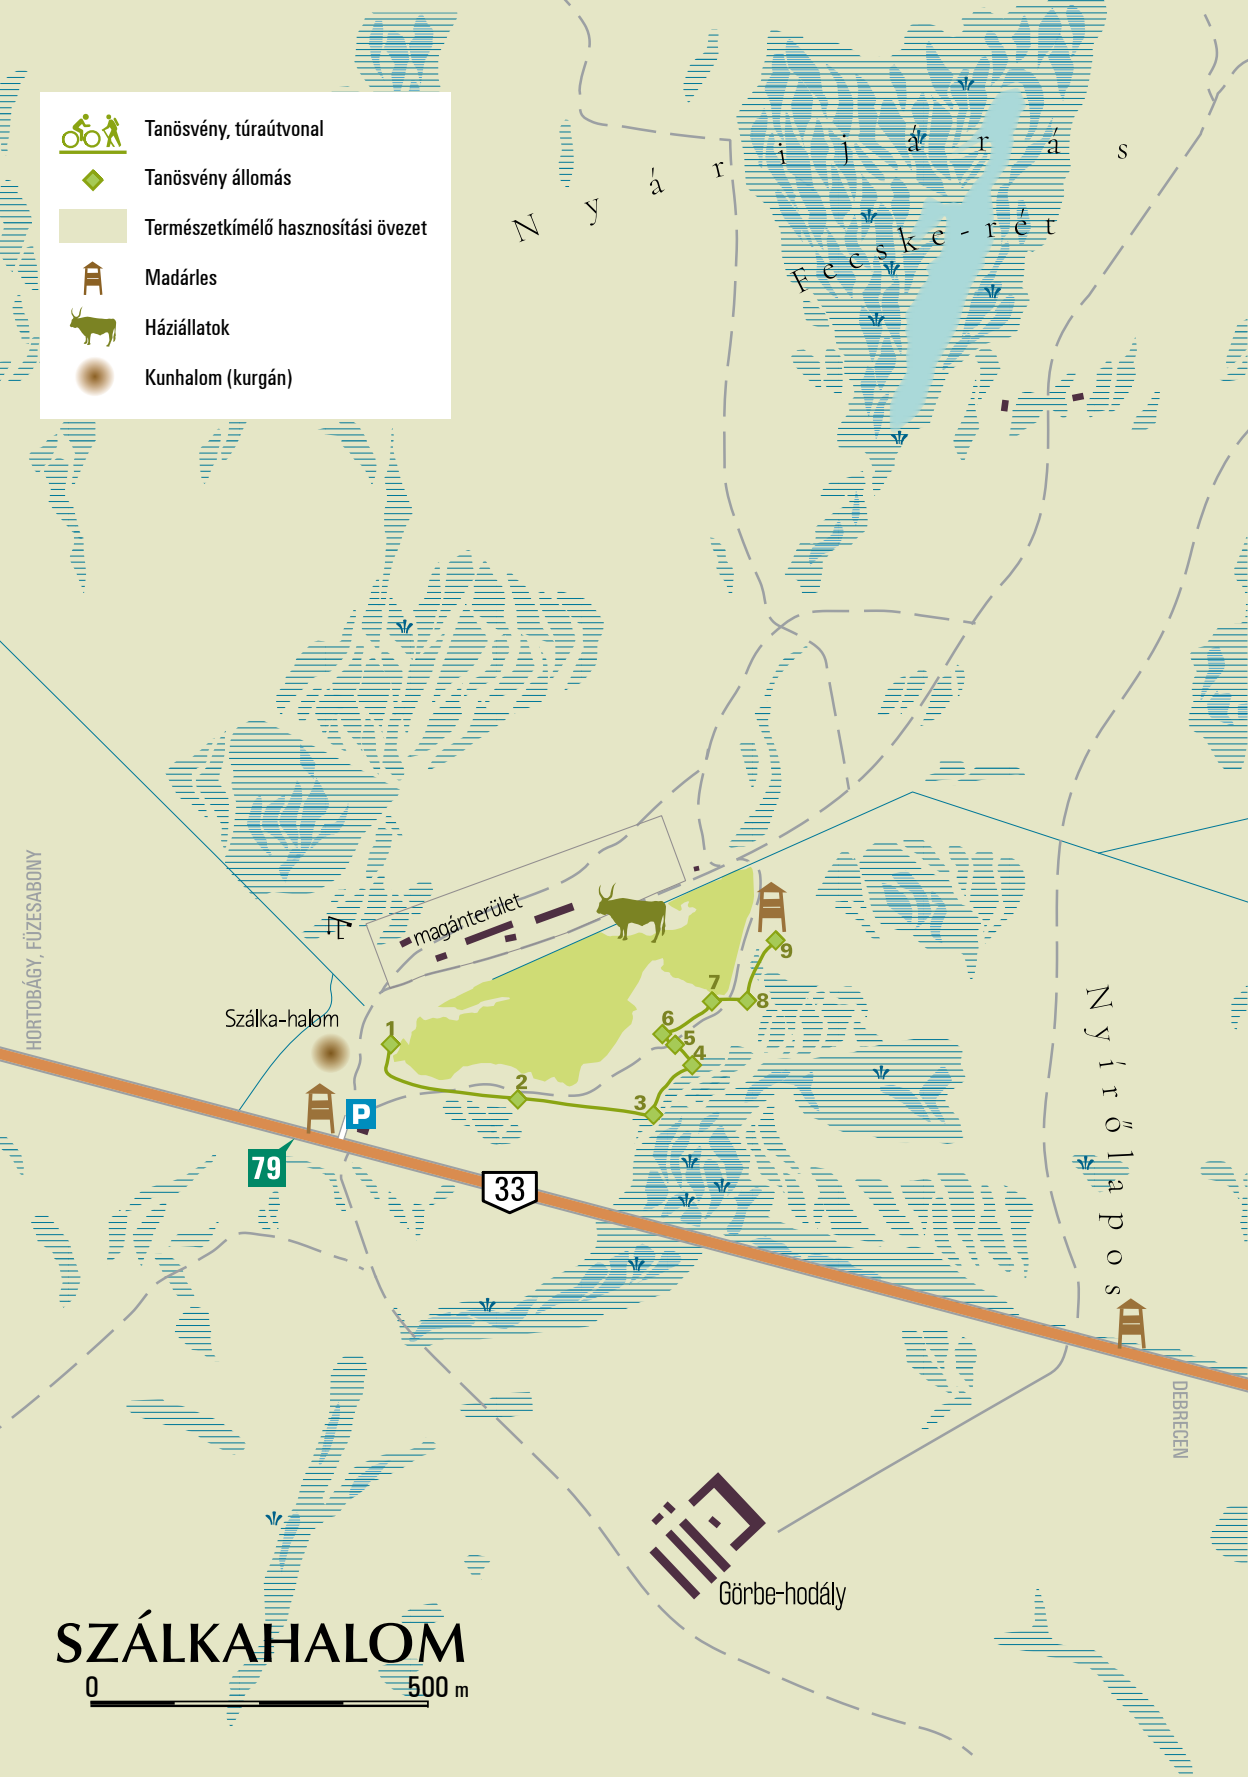 Tanösvény, túraútvonal
Tanösvény állomás
Természetkímélő hasznosítási övezet
Madárles
Háziállatok
Kunhalom (kurgán)
Nyárijárás
Fecske-rét
HORTOBÁGY, FÜZESABONY
magánterület
Szálka-halom
1
2
3
4
5
6
7
8
9
P
79
33
Nyírőlapos
DEBRECEN
Görbe-hodály
SZÁLKAHALOM
0 500 m